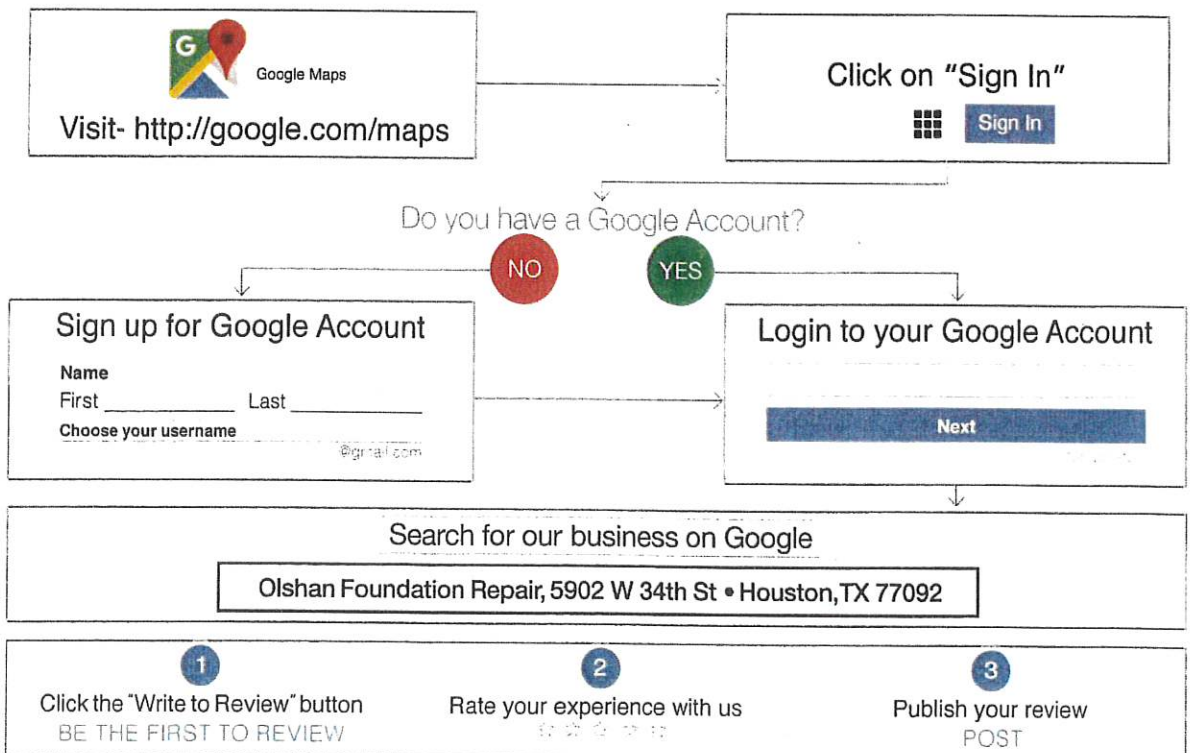 G
Google Maps
Visit- http://google.com/maps
Click on "Sign In"
Sign In
Do you have a Google Account?
NO
YES
Sign up for Google Account
Name
First Last
Choose your username
@gmail.com
Login to your Google Account
Next
Search for our business on Google
Olshan Foundation Repair, 5902 W 34th St • Houston, TX 77092
1
Click the "Write to Review" button
BE THE FIRST TO REVIEW
2
Rate your experience with us
3
Publish your review
POST